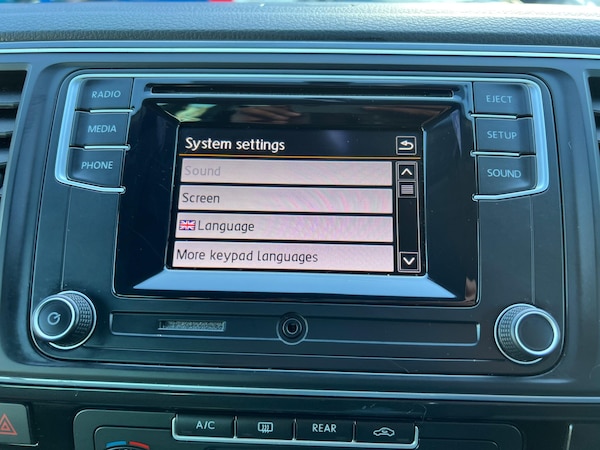 RADIO
MEDIA
PHONE
EJECT
SETUP
SOUND
System settings
Sound
Screen
Language
More keypad languages
A/C
REAR